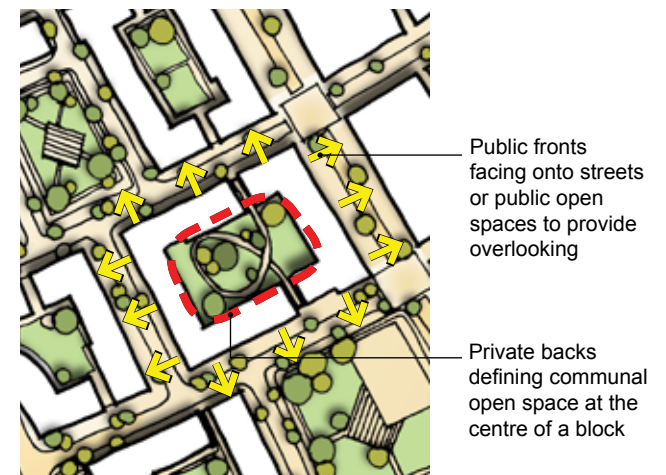 Public fronts
facing onto streets
or public open
spaces to provide
overlooking
Private backs
defining communal
open space at the
centre of a block